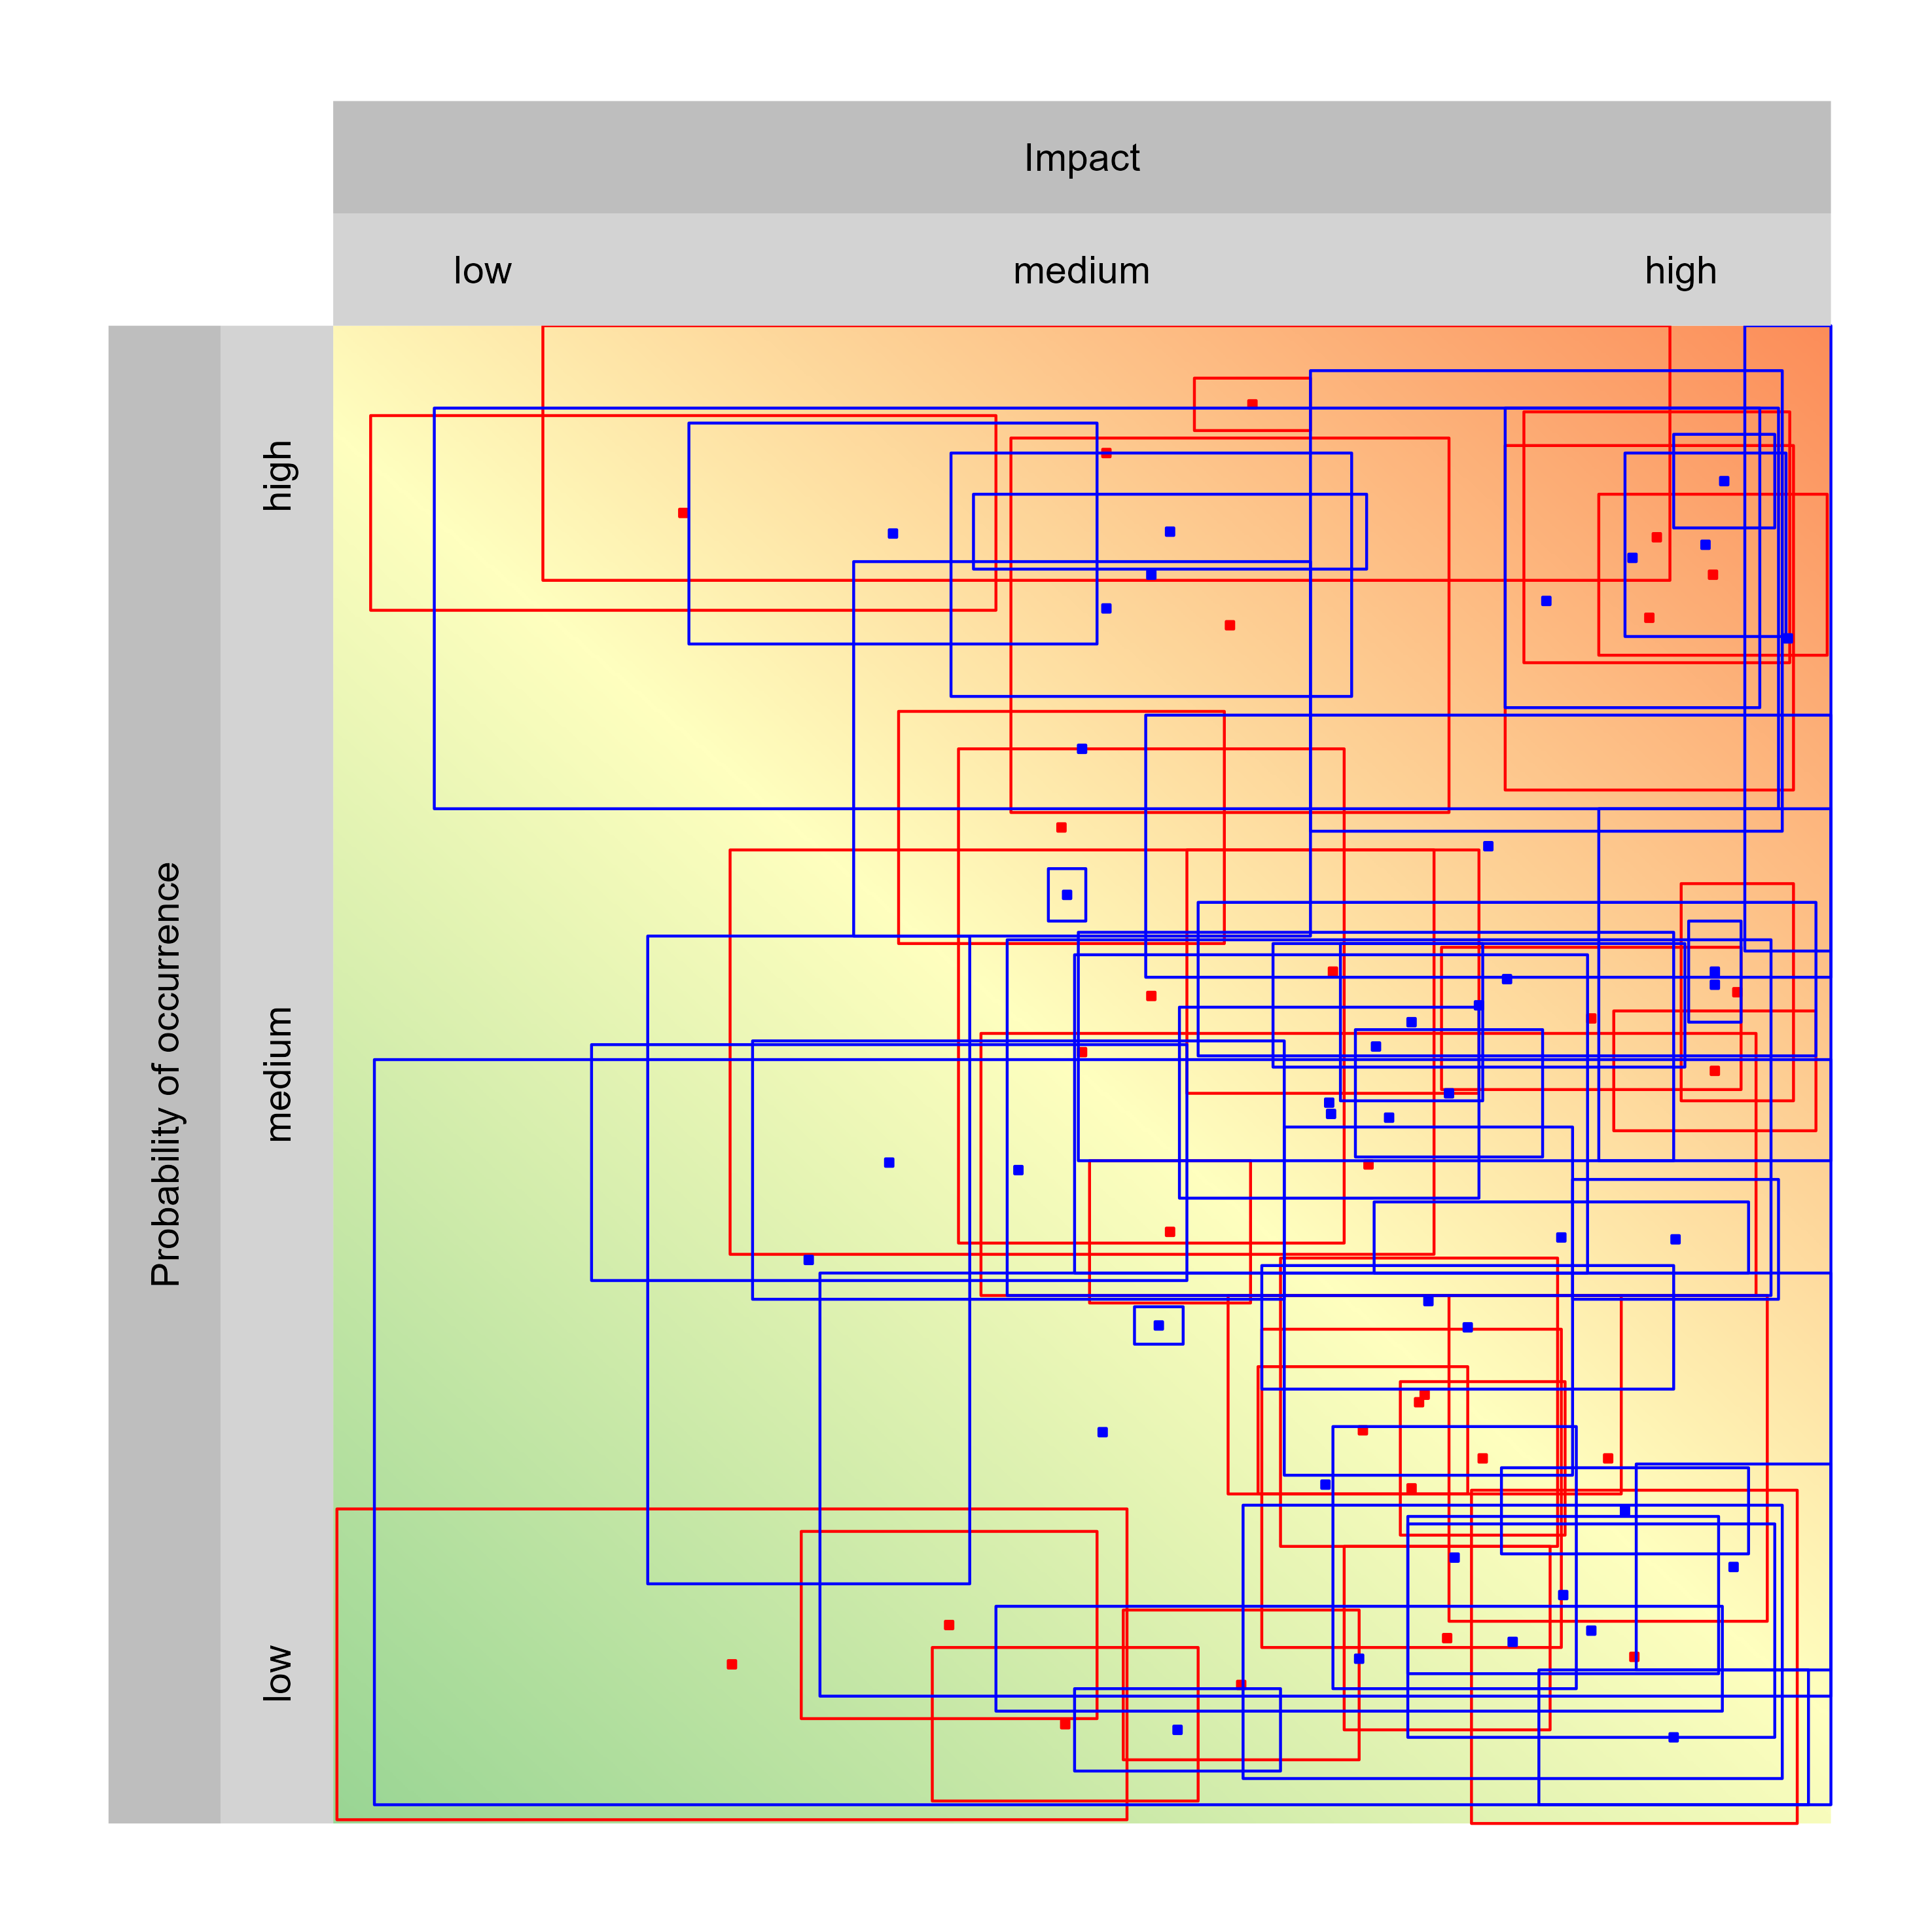 Impact
low
medium
high
Probability of occurrence
high
medium
low